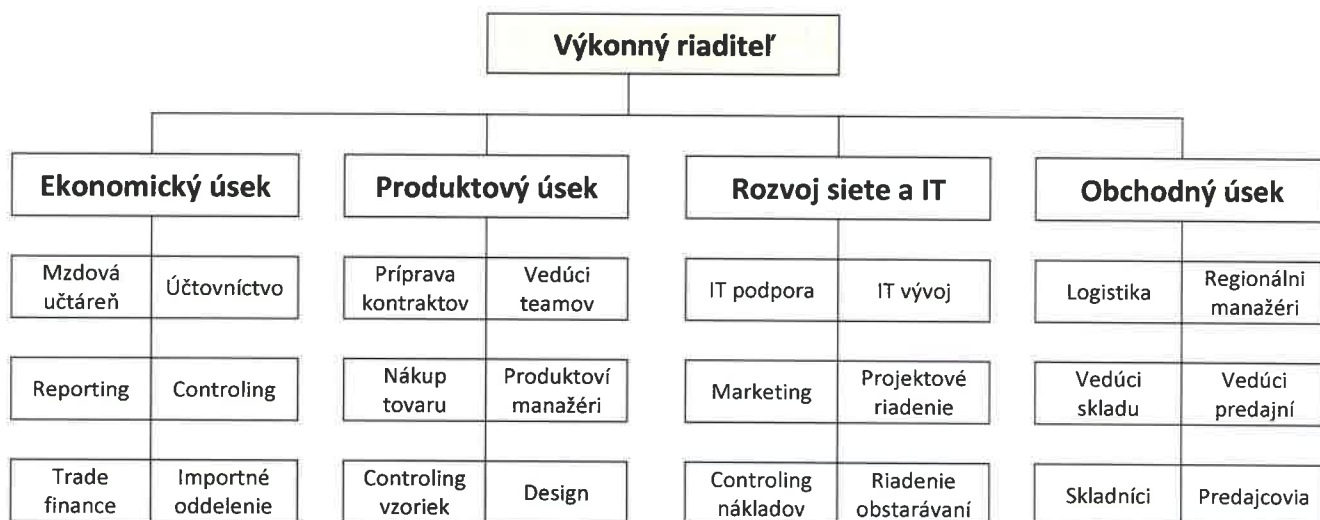 Výkonný riaditeľ
Ekonomický úsek
Produktový úsek
Rozvoj siete a IT
Obchodný úsek
Mzdová
učtáreň
Účtovníctvo
Príprava
kontraktov
Vedúci
teamov
IT podpora
IT vývoj
Logistika
Regionálni
manažéri
Reporting
Controling
Nákup
tovaru
Produktoví
manažéri
Marketing
Projektové
riadenie
Vedúci
skladu
Vedúci
predajní
Trade
finance
Importné
oddelenie
Controling
vzoriek
Design
Controling
nákladov
Riadenie
obstarávaní
Skladníci
Predajcovia